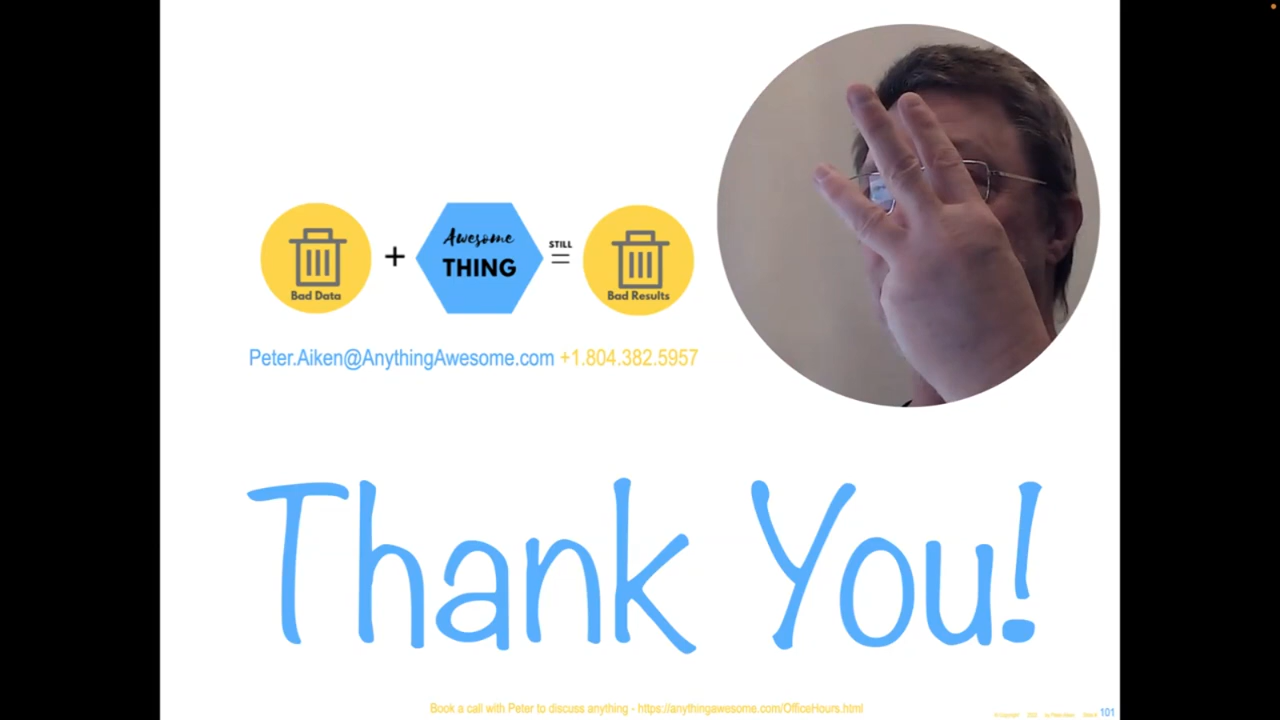 Bad Data
+
Awesome
THING
STILL
=
Bad Results
Peter.Aiken@AnythingAwesome.com +1.804.382.5957
Thank You!
Book a call with Peter to discuss anything - https://anythingawesome.com/OfficeHours.html
101